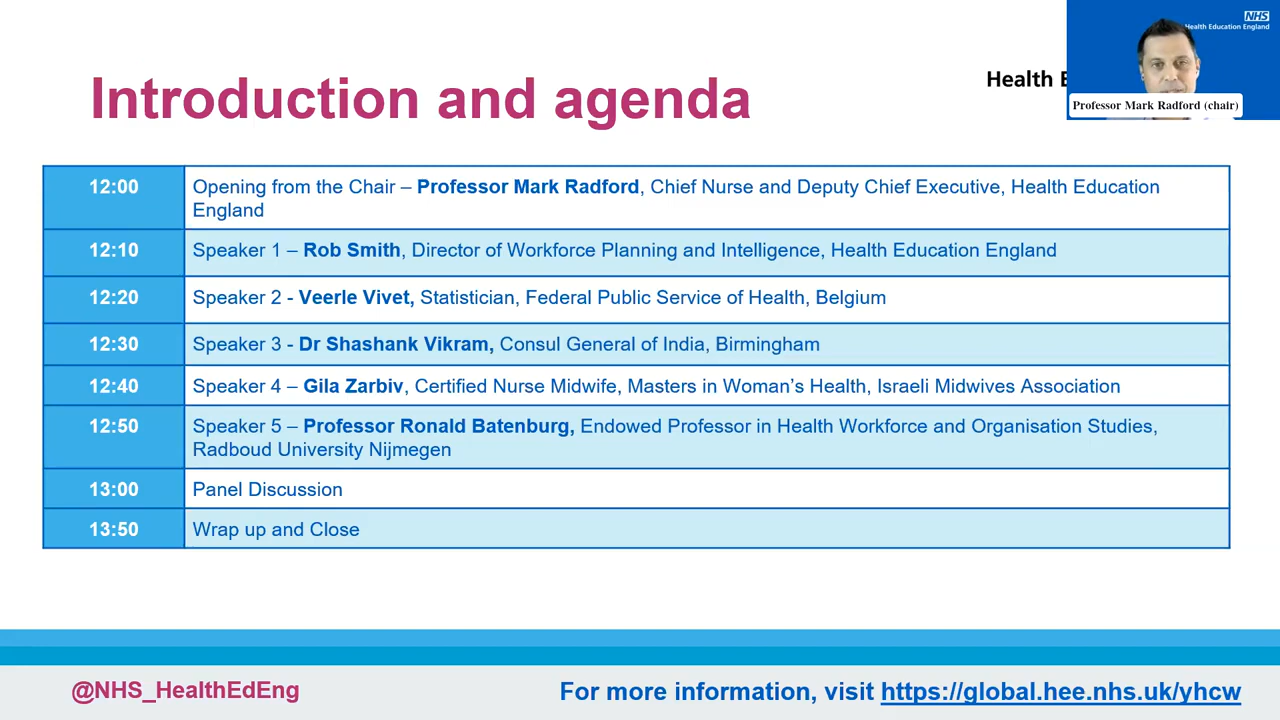 NHS
Health Education England
Introduction and agenda
Health E
Professor Mark Radford (chair)
12:00
Opening from the Chair – Professor Mark Radford, Chief Nurse and Deputy Chief Executive, Health Education
England
12:10
Speaker 1 – Rob Smith, Director of Workforce Planning and Intelligence, Health Education England
12:20
Speaker 2 - Veerle Vivet, Statistician, Federal Public Service of Health, Belgium
12:30
Speaker 3 - Dr Shashank Vikram, Consul General of India, Birmingham
12:40
Speaker 4 – Gila Zarbiv, Certified Nurse Midwife, Masters in Woman’s Health, Israeli Midwives Association
12:50
Speaker 5 – Professor Ronald Batenburg, Endowed Professor in Health Workforce and Organisation Studies,
Radboud University Nijmegen
13:00
Panel Discussion
13:50
Wrap up and Close
@NHS_HealthEdEng
For more information, visit https://global.hee.nhs.uk/yhcw